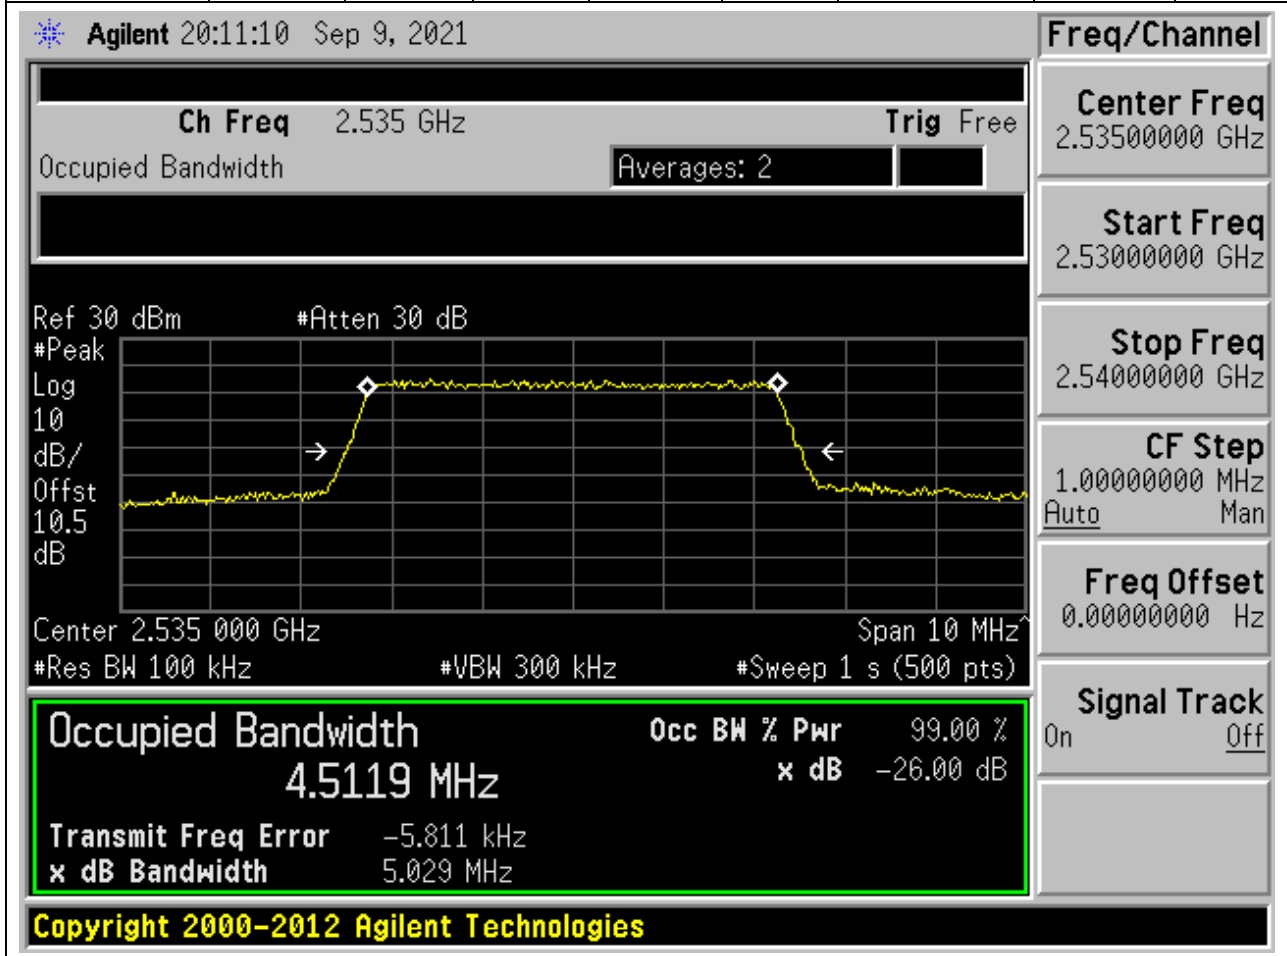 Agilent 20:11:10 Sep 9, 2021
Freq/Channel
Ch Freq 2.535 GHz Trig Free
Occupied Bandwidth Averages: 2
Center Freq
2.53500000 GHz
Start Freq
2.53000000 GHz
Stop Freq
2.54000000 GHz
CF Step
1.00000000 MHz
Auto Man
Freq Offset
0.00000000 Hz
Signal Track
On Off
Ref 30 dBm #Atten 30 dB
#Peak
Log
10
dB/
Offst
10.5
dB
Center 2.535 000 GHz Span 10 MHz^
#Res BW 100 kHz #VBW 300 kHz #Sweep 1 s (500 pts)
Occupied Bandwidth Occ BW % Pwr 99.00 %
4.5119 MHz x dB -26.00 dB
Transmit Freq Error -5.811 kHz
x dB Bandwidth 5.029 MHz
Copyright 2000-2012 Agilent Technologies